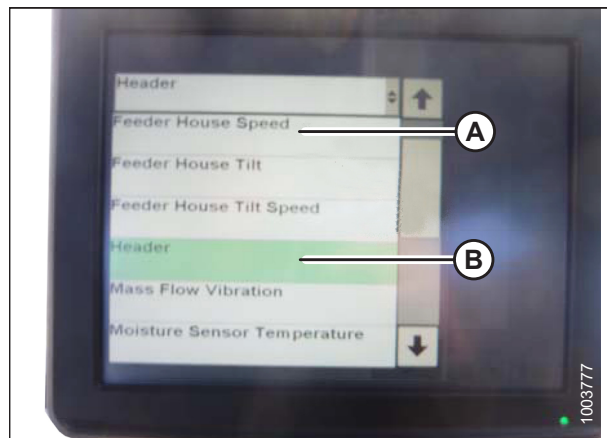 Header
Feeder House Speed
A
Feeder House Tilt
Feeder House Tilt Speed
Header
B
Mass Flow Vibration
Moisture Sensor Temperature
1003777